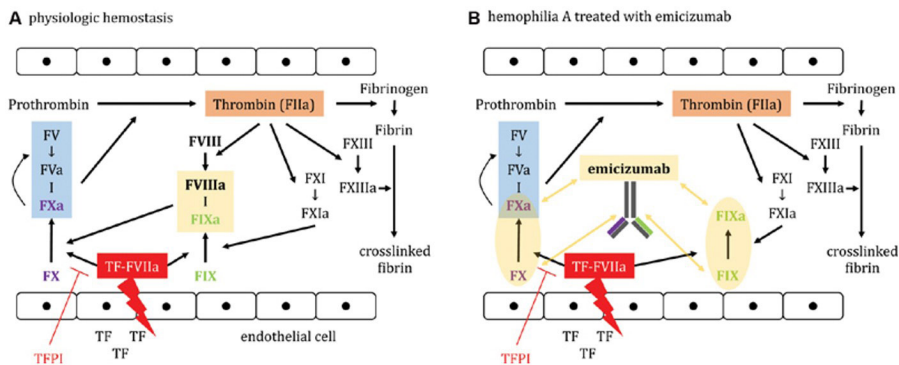 A physiologic hemostasis
Prothrombin
Thrombin (FIIa)
Fibrinogen
Fibrin
FV
FVa
FXa
FVIII
FVIIIa
FIXa
FXIII
FXIIIa
FXI
FXIa
crosslinked
fibrin
FX
TF-FVIIa
FIX
TF TF
TF
TFPI
endothelial cell
B hemophilia A treated with emicizumab
Prothrombin
Thrombin (FIIa)
Fibrinogen
Fibrin
FV
FVa
FXa
emicizumab
FXIII
FXIIIa
FXI
FXIa
FIXa
crosslinked
fibrin
FX
TF-FVIIa
FIX
TF TF
TF
TFPI